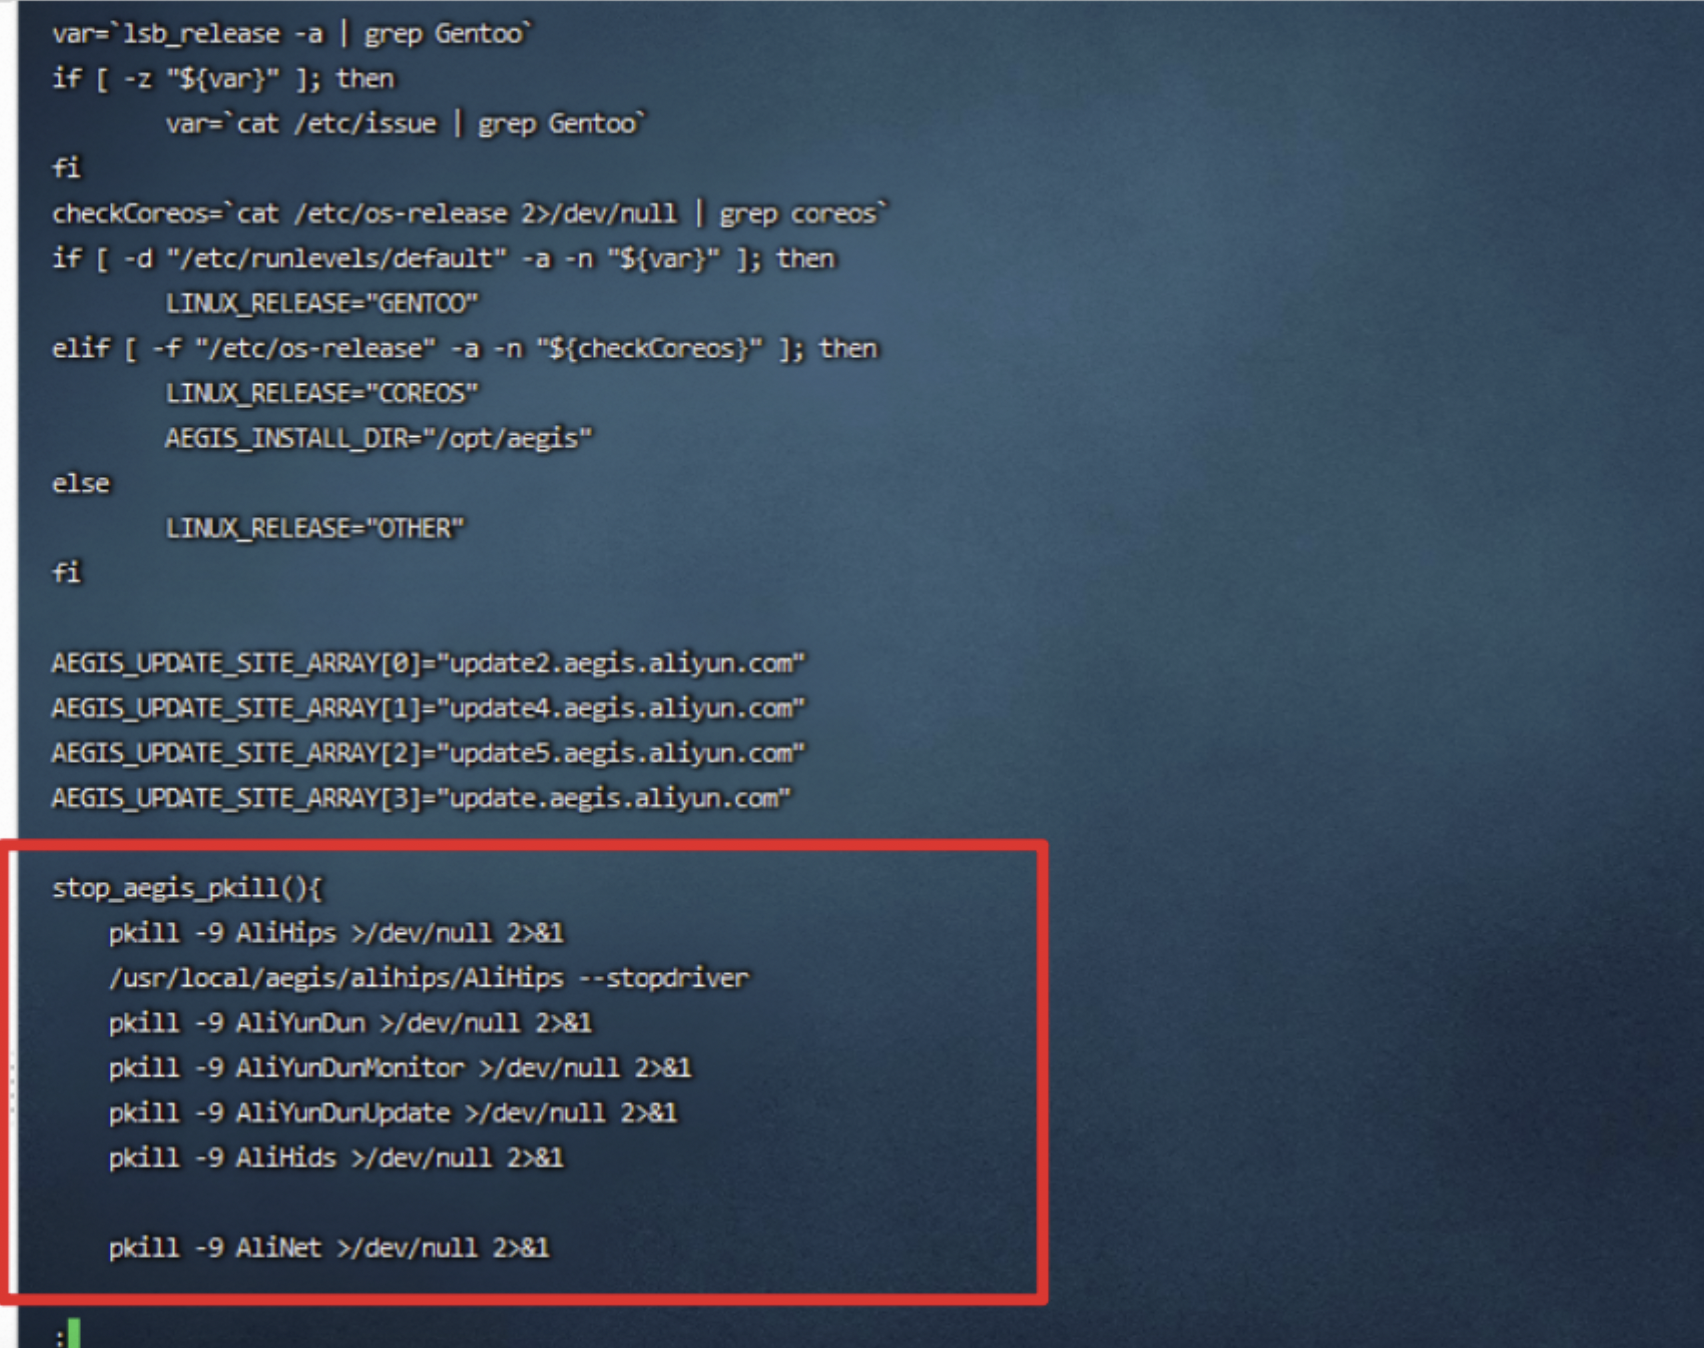 var=`lsb_release -a | grep Gentoo`
if [ -z "${var}" ]; then
        var=`cat /etc/issue | grep Gentoo`
fi
checkCoreos=`cat /etc/os-release 2>/dev/null | grep coreos`
if [ -d "/etc/runlevels/default" -a -n "${var}" ]; then
        LINUX_RELEASE="GENTOO"
elif [ -f "/etc/os-release" -a -n "${checkCoreos}" ]; then
        LINUX_RELEASE="COREOS"
        AEGIS_INSTALL_DIR="/opt/aegis"
else
        LINUX_RELEASE="OTHER"
fi
AEGIS_UPDATE_SITE_ARRAY[0]="update2.aegis.aliyun.com"
AEGIS_UPDATE_SITE_ARRAY[1]="update4.aegis.aliyun.com"
AEGIS_UPDATE_SITE_ARRAY[2]="update5.aegis.aliyun.com"
AEGIS_UPDATE_SITE_ARRAY[3]="update.aegis.aliyun.com"
stop_aegis_pkill(){
    pkill -9 AliHips >/dev/null 2>&1
    /usr/local/aegis/alihips/AliHips --stopdriver
    pkill -9 AliYunDun >/dev/null 2>&1
    pkill -9 AliYunDunMonitor >/dev/null 2>&1
    pkill -9 AliYunDunUpdate >/dev/null 2>&1
    pkill -9 AliHids >/dev/null 2>&1
    pkill -9 AliNet >/dev/null 2>&1
: